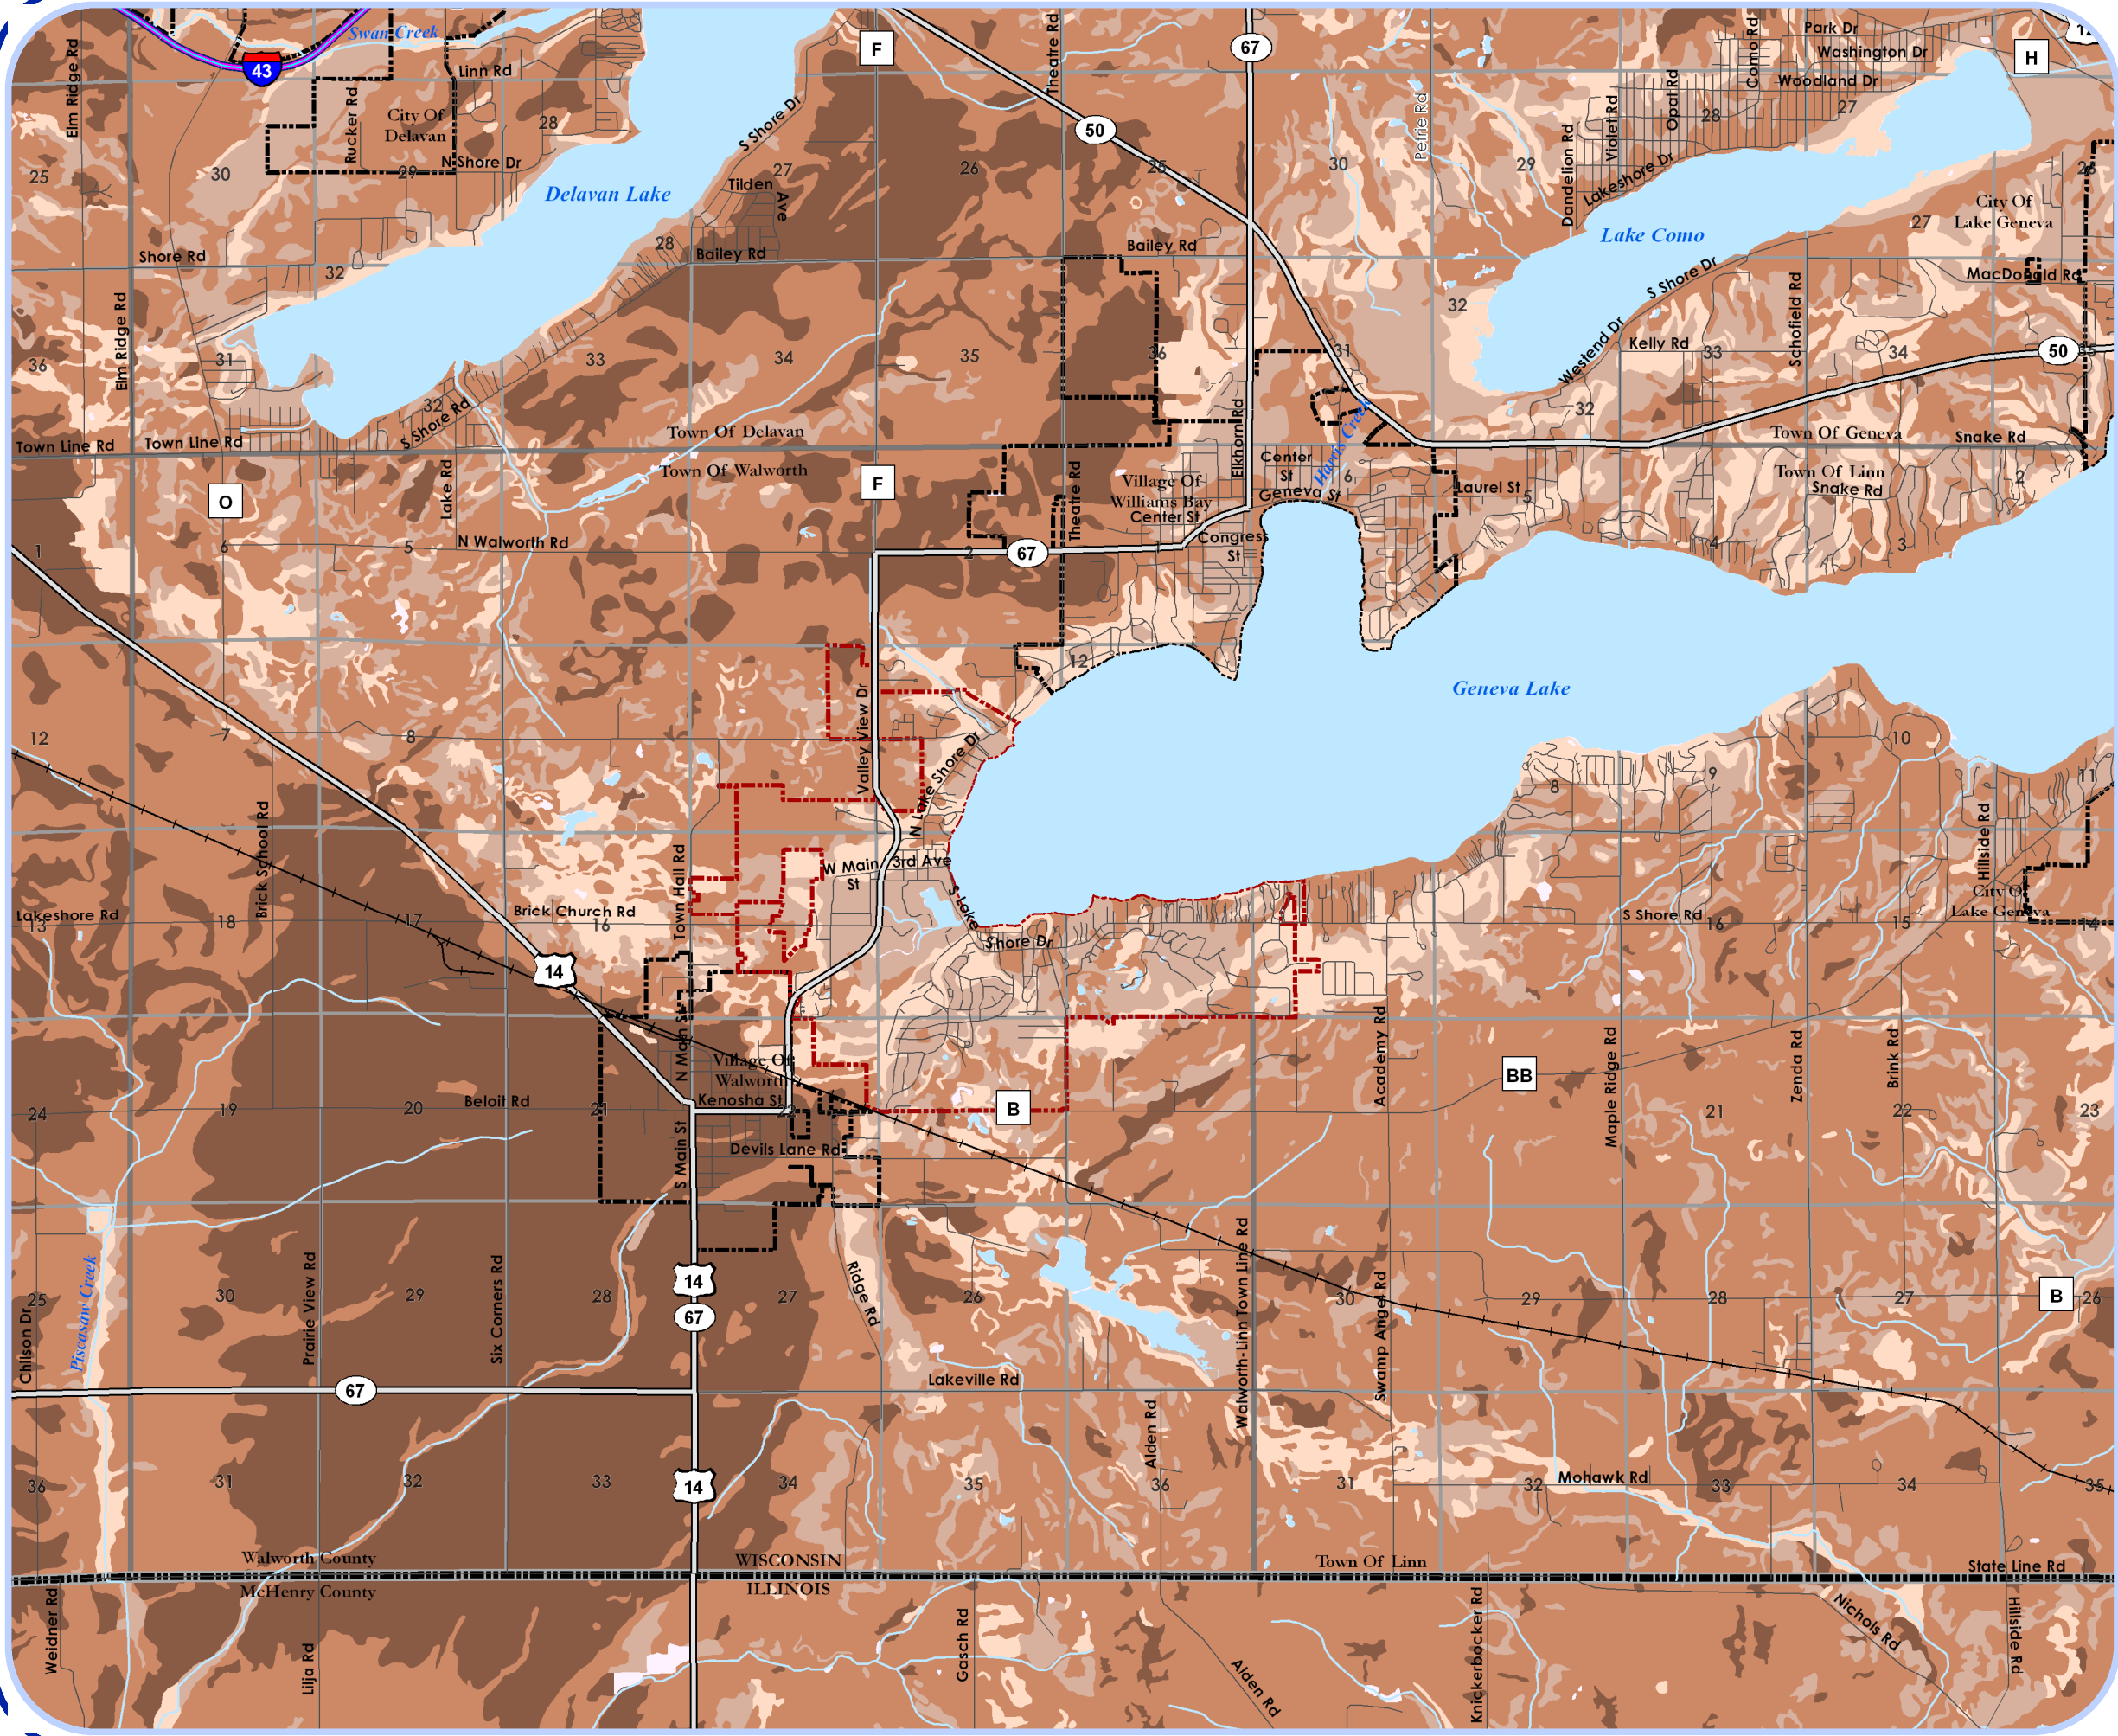 Swan Creek
43
Elm Ridge Rd
Linn Rd
Rucker Rd
City Of
Delavan
28
N Shore Dr
29
25
30
Delavan Lake
S Shore Dr
27
Tilden
Ave
28
Bailey Rd
F
26
Theatre Rd
50
25
67
Bailey Rd
30
Petrie Rd
29
Dandelion Rd
Violet Rd
Opal Rd
28
Como Rd
Park Dr
Washington Dr
Woodland Dr
27
H
12
26
Lakeshore Dr
Lake Como
City Of
Lake Geneva
27
MacDonald Rd
S Shore Dr
Schofield Rd
32
Westend Dr
Kelly Rd
33
34
50
35
32
Shore Rd
32
Elm Ridge Rd
31
36
33
34
35
36
31
32
S Shore Rd
Town Line Rd
Town Line Rd
Town Of Delavan
Town Of Walworth
Lake Rd
O
F
Theatre Rd
Elkhorn Rd
Village Of
Williams Bay
Center St
Center
St
Geneva St
Harris Creek
6
Congress
St
Laurel St
5
Town Of Geneva
Snake Rd
Town Of Linn
Snake Rd
2
1
6
5
N Walworth Rd
2
67
1
4
3
12
Geneva Lake
12
7
8
Valley View Dr
N Lake Shore Dr
10
9
8
11
Brick School Rd
Town Hall Rd
W Main
St
3rd Ave
S Lake
Shore Dr
Hillside Rd
City Of
Lake Geneva
Lakeshore Rd
13
18
17
Brick Church Rd
16
S Shore Rd
16
15
14
14
N Main St
Village Of
Walworth
Kenosha St
22
Academy Rd
BB
Maple Ridge Rd
Zenda Rd
Brink Rd
24
19
20
Beloit Rd
21
B
21
22
23
S Main St
Devils Lane Rd
Piscasaw Creek
Chilson Dr
25
30
Prairie View Rd
29
Six Corners Rd
28
14
67
27
Ridge Rd
26
Walworth-Linn Town Line Rd
30
Swamp Angel Rd
29
28
27
B
26
67
Lakeville Rd
Alden Rd
36
31
32
33
14
34
35
36
31
32
Mohawk Rd
33
34
35
Walworth County
McHenry County
WISCONSIN
ILLINOIS
Town Of Linn
State Line Rd
Weidner Rd
Lilja Rd
Gasch Rd
Alden Rd
Knickerbocker Rd
Nichols Rd
Hillside Rd